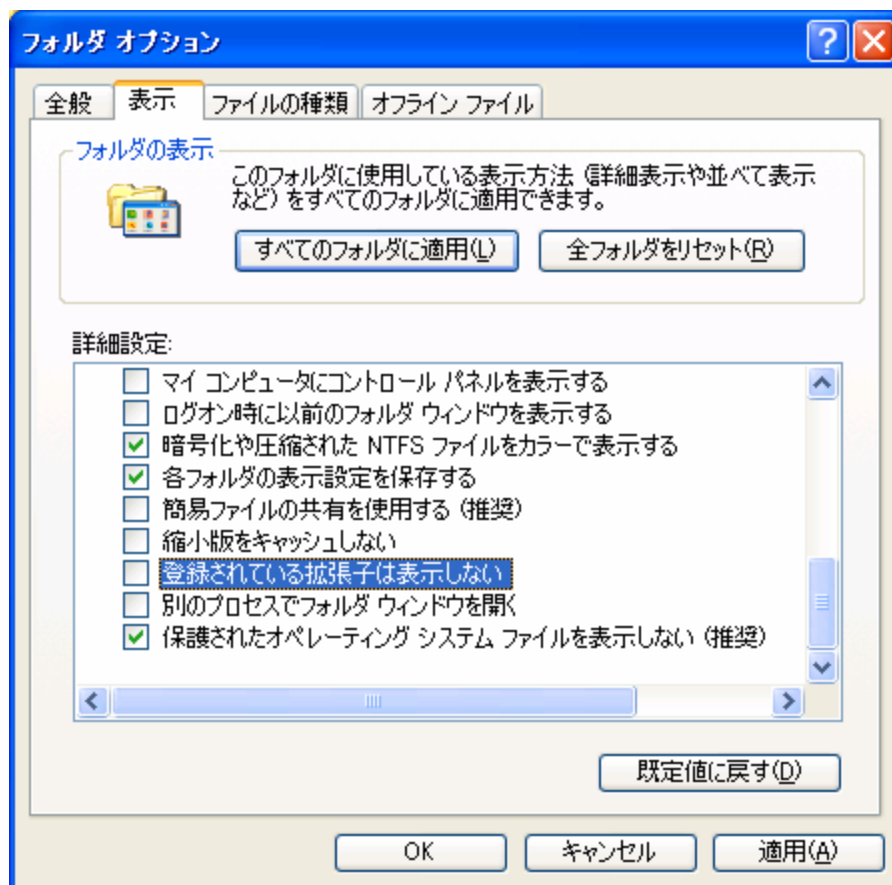 フォルダ オプション
全般 表示 ファイルの種類 オフライン ファイル
フォルダの表示
このフォルダに使用している表示方法 (詳細表示や並べて表示
など) をすべてのフォルダに適用できます。
すべてのフォルダに適用(L) 全フォルダをリセット(R)
詳細設定:
マイ コンピュータにコントロール パネルを表示する
ログオン時に以前のフォルダ ウィンドウを表示する
暗号化や圧縮された NTFS ファイルをカラーで表示する
各フォルダの表示設定を保存する
簡易ファイルの共有を使用する (推奨)
縮小版をキャッシュしない
登録されている拡張子は表示しない
別のプロセスでフォルダ ウィンドウを開く
保護されたオペレーティング システム ファイルを表示しない (推奨)
既定値に戻す(D)
OK キャンセル 適用(A)